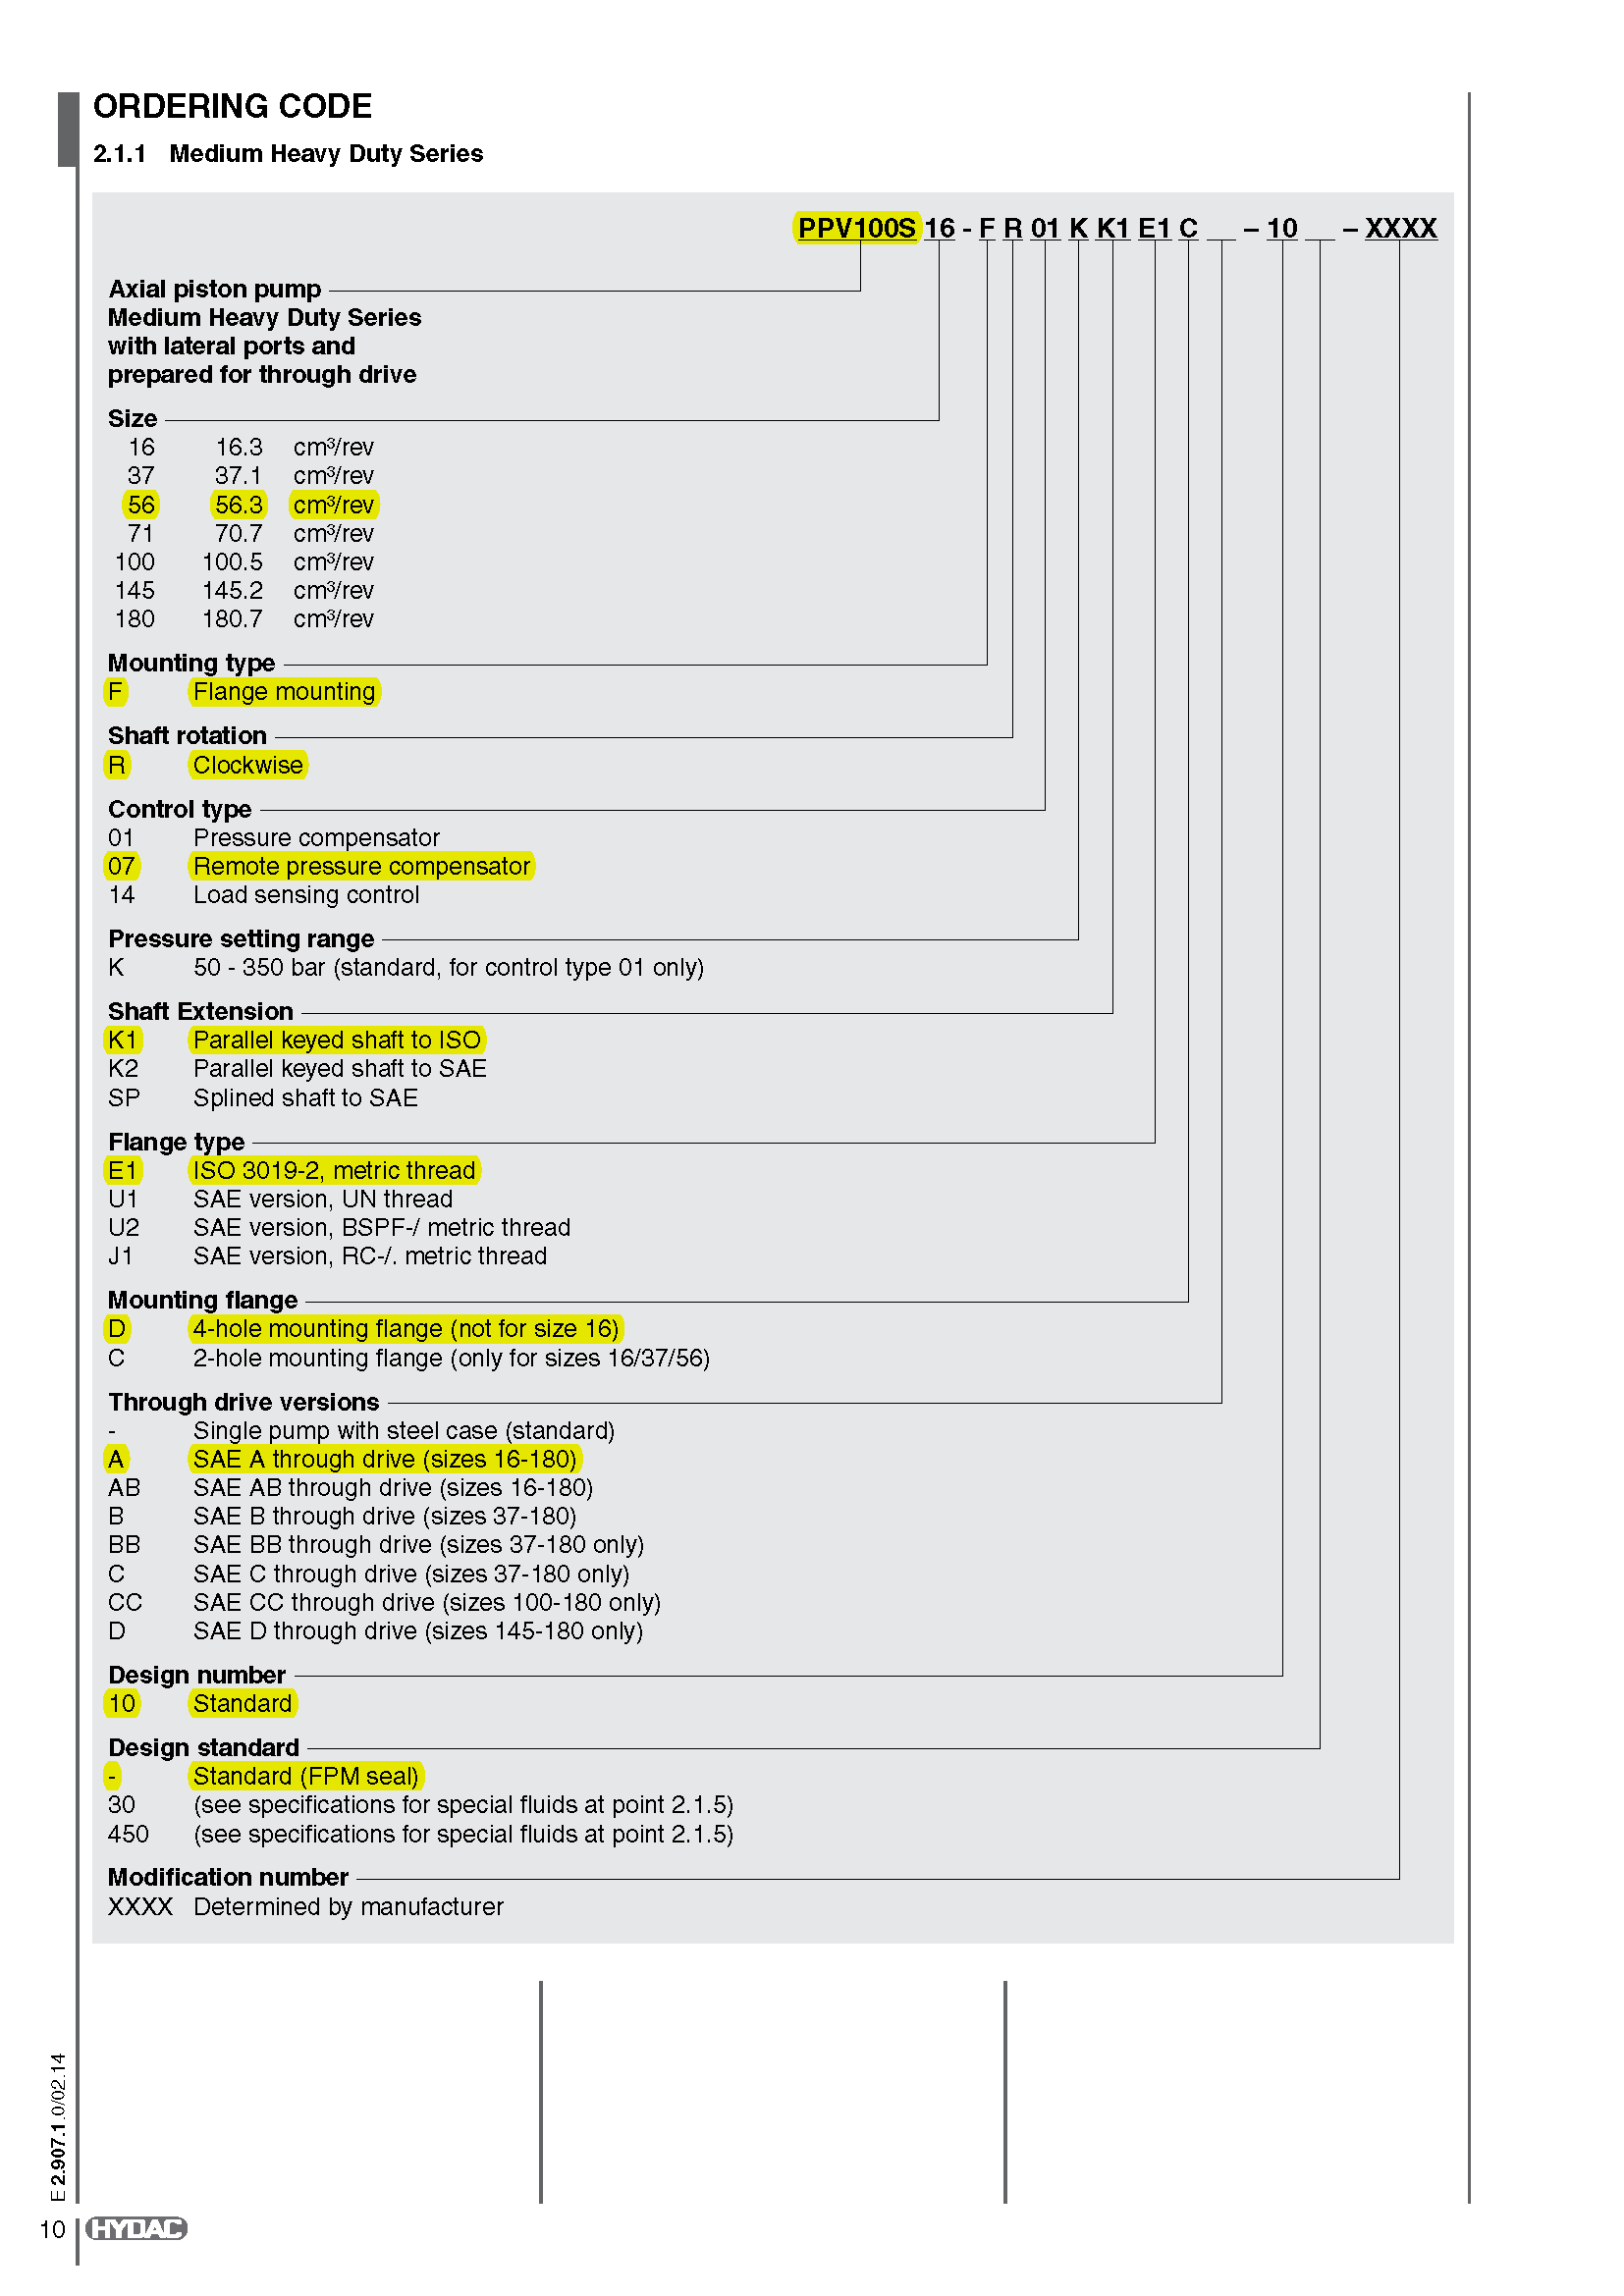 ORDERING CODE
2.1.1 Medium Heavy Duty Series
PPV100S 16 - F R 01 K K1 E1 C __ – 10 __ – XXXX
Axial piston pump
Medium Heavy Duty Series
with lateral ports and
prepared for through drive
Size
16 16.3 cm³/rev
37 37.1 cm³/rev
56 56.3 cm³/rev
71 70.7 cm³/rev
100 100.5 cm³/rev
145 145.2 cm³/rev
180 180.7 cm³/rev
Mounting type
F Flange mounting
Shaft rotation
R Clockwise
Control type
01 Pressure compensator
07 Remote pressure compensator
14 Load sensing control
Pressure setting range
K 50 - 350 bar (standard, for control type 01 only)
Shaft Extension
K1 Parallel keyed shaft to ISO
K2 Parallel keyed shaft to SAE
SP Splined shaft to SAE
Flange type
E1 ISO 3019-2, metric thread
U1 SAE version, UN thread
U2 SAE version, BSPF-/ metric thread
J1 SAE version, RC-/. metric thread
Mounting flange
D 4-hole mounting flange (not for size 16)
C 2-hole mounting flange (only for sizes 16/37/56)
Through drive versions
- Single pump with steel case (standard)
A SAE A through drive (sizes 16-180)
AB SAE AB through drive (sizes 16-180)
B SAE B through drive (sizes 37-180)
BB SAE BB through drive (sizes 37-180 only)
C SAE C through drive (sizes 37-180 only)
CC SAE CC through drive (sizes 100-180 only)
D SAE D through drive (sizes 145-180 only)
Design number
10 Standard
Design standard
- Standard (FPM seal)
30 (see specifications for special fluids at point 2.1.5)
450 (see specifications for special fluids at point 2.1.5)
Modification number
XXXX Determined by manufacturer
E 2.907.1.0/02.14
10 HYDAC